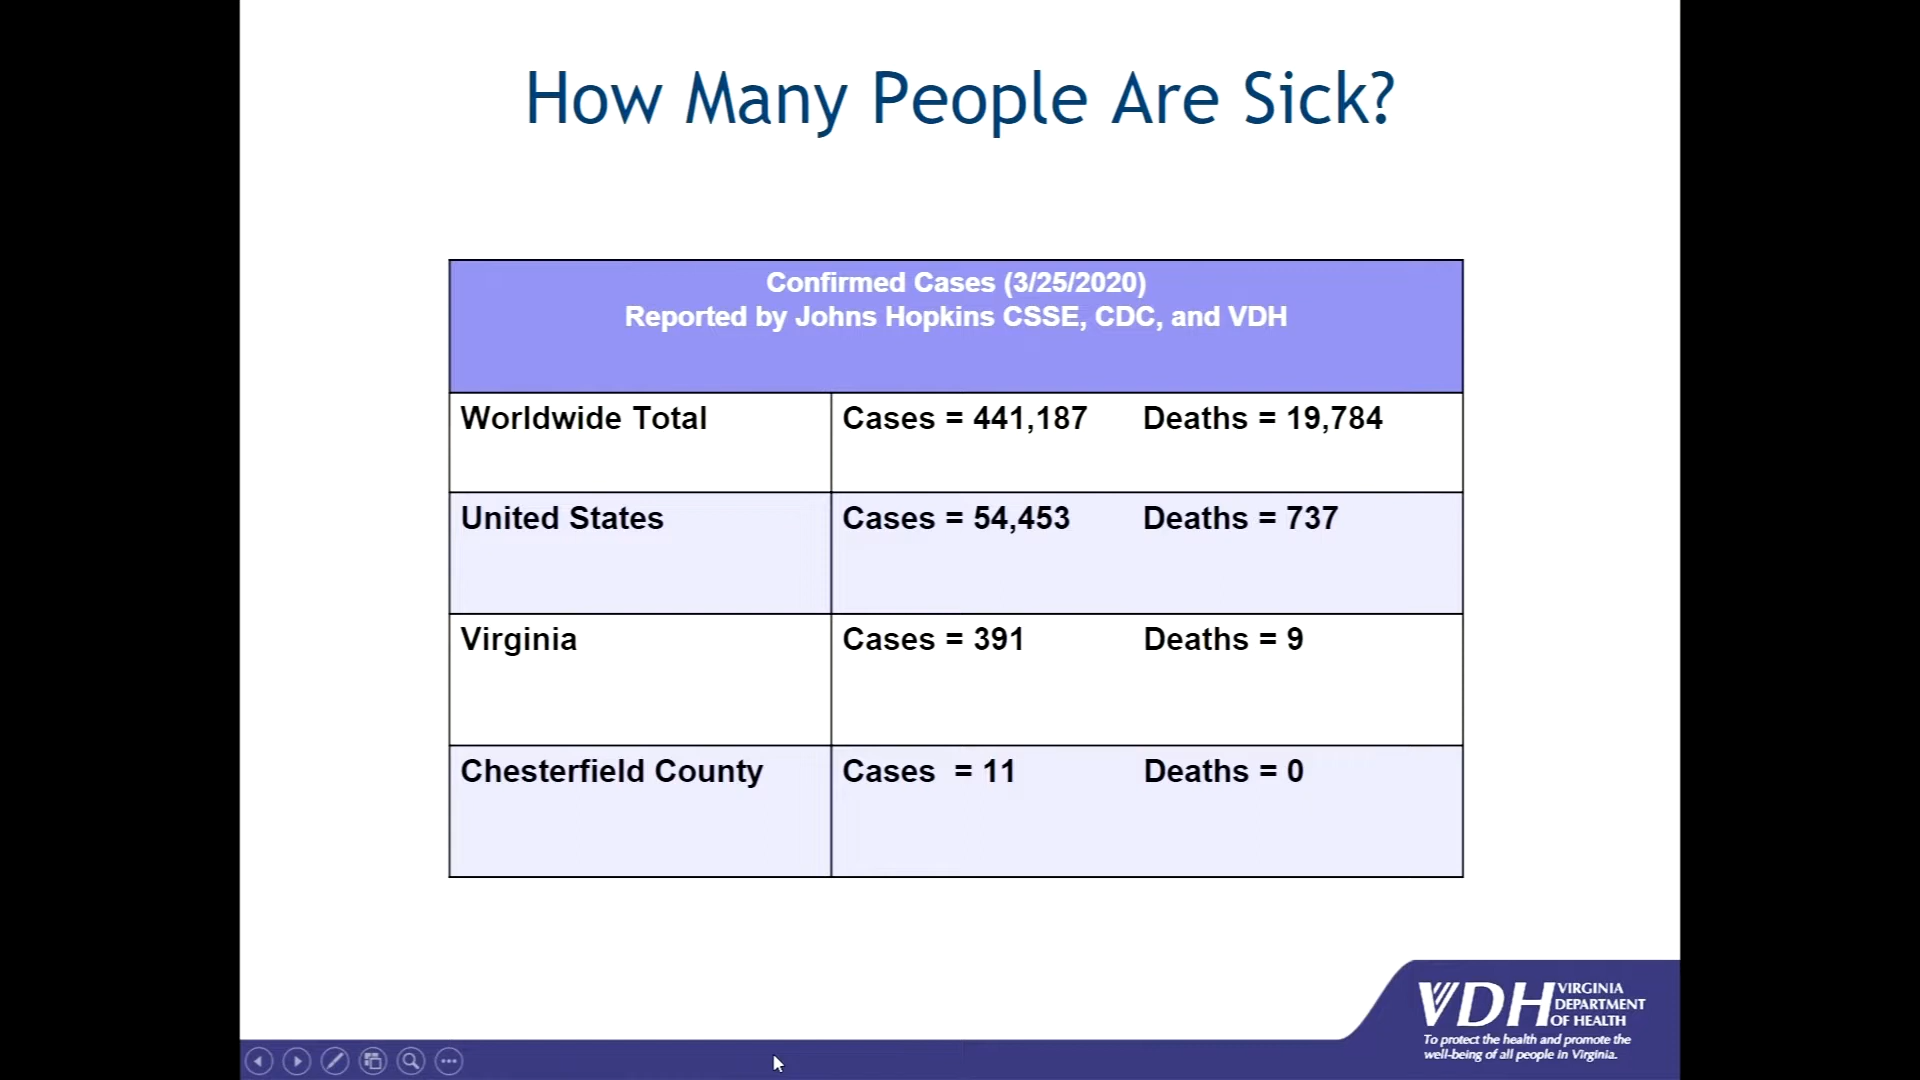 How Many People Are Sick?
Confirmed Cases (3/25/2020)
Reported by Johns Hopkins CSSE, CDC, and VDH
Worldwide Total Cases = 441,187 Deaths = 19,784
United States Cases = 54,453 Deaths = 737
Virginia Cases = 391 Deaths = 9
Chesterfield County Cases = 11 Deaths = 0
VDH VIRGINIA
DEPARTMENT
OF HEALTH
To protect the health and promote the
well-being of all people in Virginia.